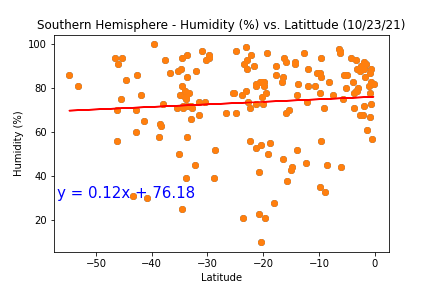 Southern Hemisphere - Humidity (%) vs. Latittude (10/23/21)
100
80
60
40
20
Humidity (%)
y = 0.12x + 76.18
−50
−40
−30
−20
−10
0
Latitude